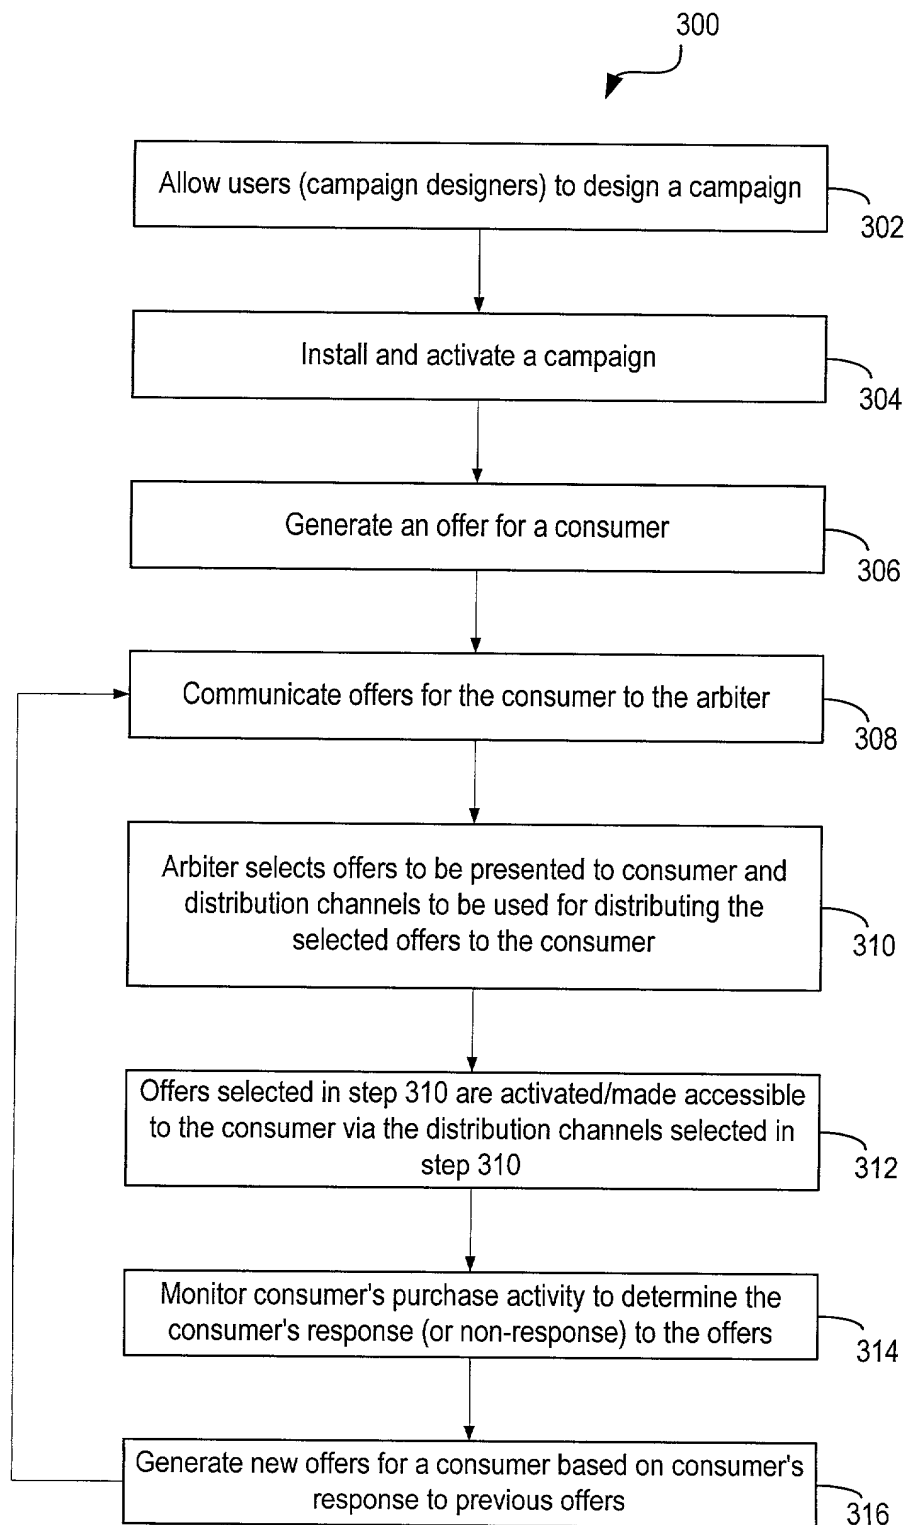 300
Allow users (campaign designers) to design a campaign
302
Install and activate a campaign
304
Generate an offer for a consumer
306
Communicate offers for the consumer to the arbiter
308
Arbiter selects offers to be presented to consumer and
distribution channels to be used for distributing the
selected offers to the consumer
310
Offers selected in step 310 are activated/made accessible
to the consumer via the distribution channels selected in
step 310
312
Monitor consumer's purchase activity to determine the
consumer's response (or non-response) to the offers
314
Generate new offers for a consumer based on consumer's
response to previous offers
316